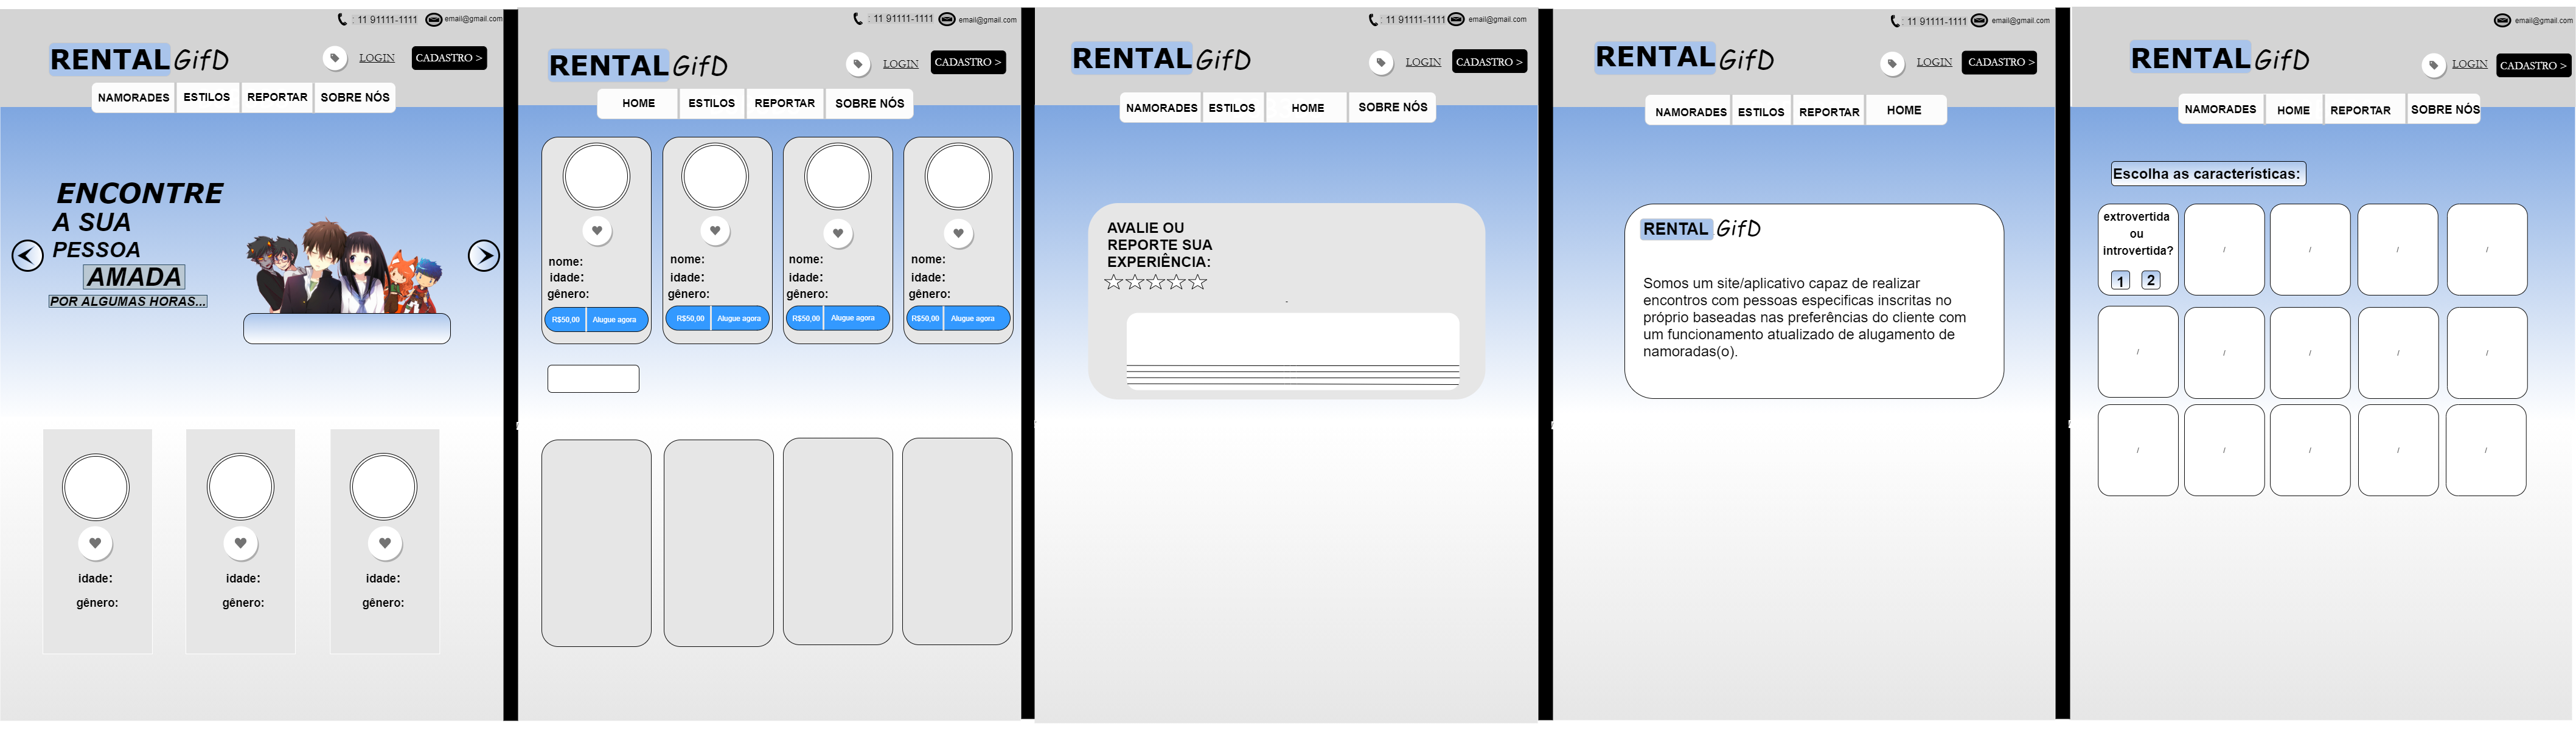 : 11 91111-1111 email@gmail.com
RENTAL GifD
LOGIN
CADASTRO >
NAMORADES ESTILOS REPORTAR SOBRE NÓS
ENCONTRE
A SUA
PESSOA
AMADA
POR ALGUMAS HORAS...
idade: idade: idade:
gênero: gênero: gênero:
: 11 91111-1111 email@gmail.com
RENTAL GifD
LOGIN
CADASTRO >
HOME ESTILOS REPORTAR SOBRE NÓS
nome: nome: nome: nome:
idade: idade: idade: idade:
gênero: gênero: gênero: gênero:
R$50,00 Alugue agora R$50,00 Alugue agora R$50,00 Alugue agora R$50,00 Alugue agora
: 11 91111-1111 email@gmail.com
RENTAL GifD
LOGIN
CADASTRO >
NAMORADES ESTILOS HOME SOBRE NÓS
AVALIE OU
REPORTE SUA
EXPERIÊNCIA:
-
: 11 91111-1111 email@gmail.com
RENTAL GifD
LOGIN
CADASTRO >
NAMORADES ESTILOS REPORTAR HOME
RENTAL GifD
Somos um site/aplicativo capaz de realizar
encontros com pessoas especificas inscritas no
próprio baseadas nas preferências do cliente com
um funcionamento atualizado de alugamento de
namoradas(o).
email@gmail.com
RENTAL GifD
LOGIN
CADASTRO >
NAMORADES HOME REPORTAR SOBRE NÓS
Escolha as características:
extrovertida
ou
introvertida?
1 2
/ / / /
/ / / / /
/ / / / /